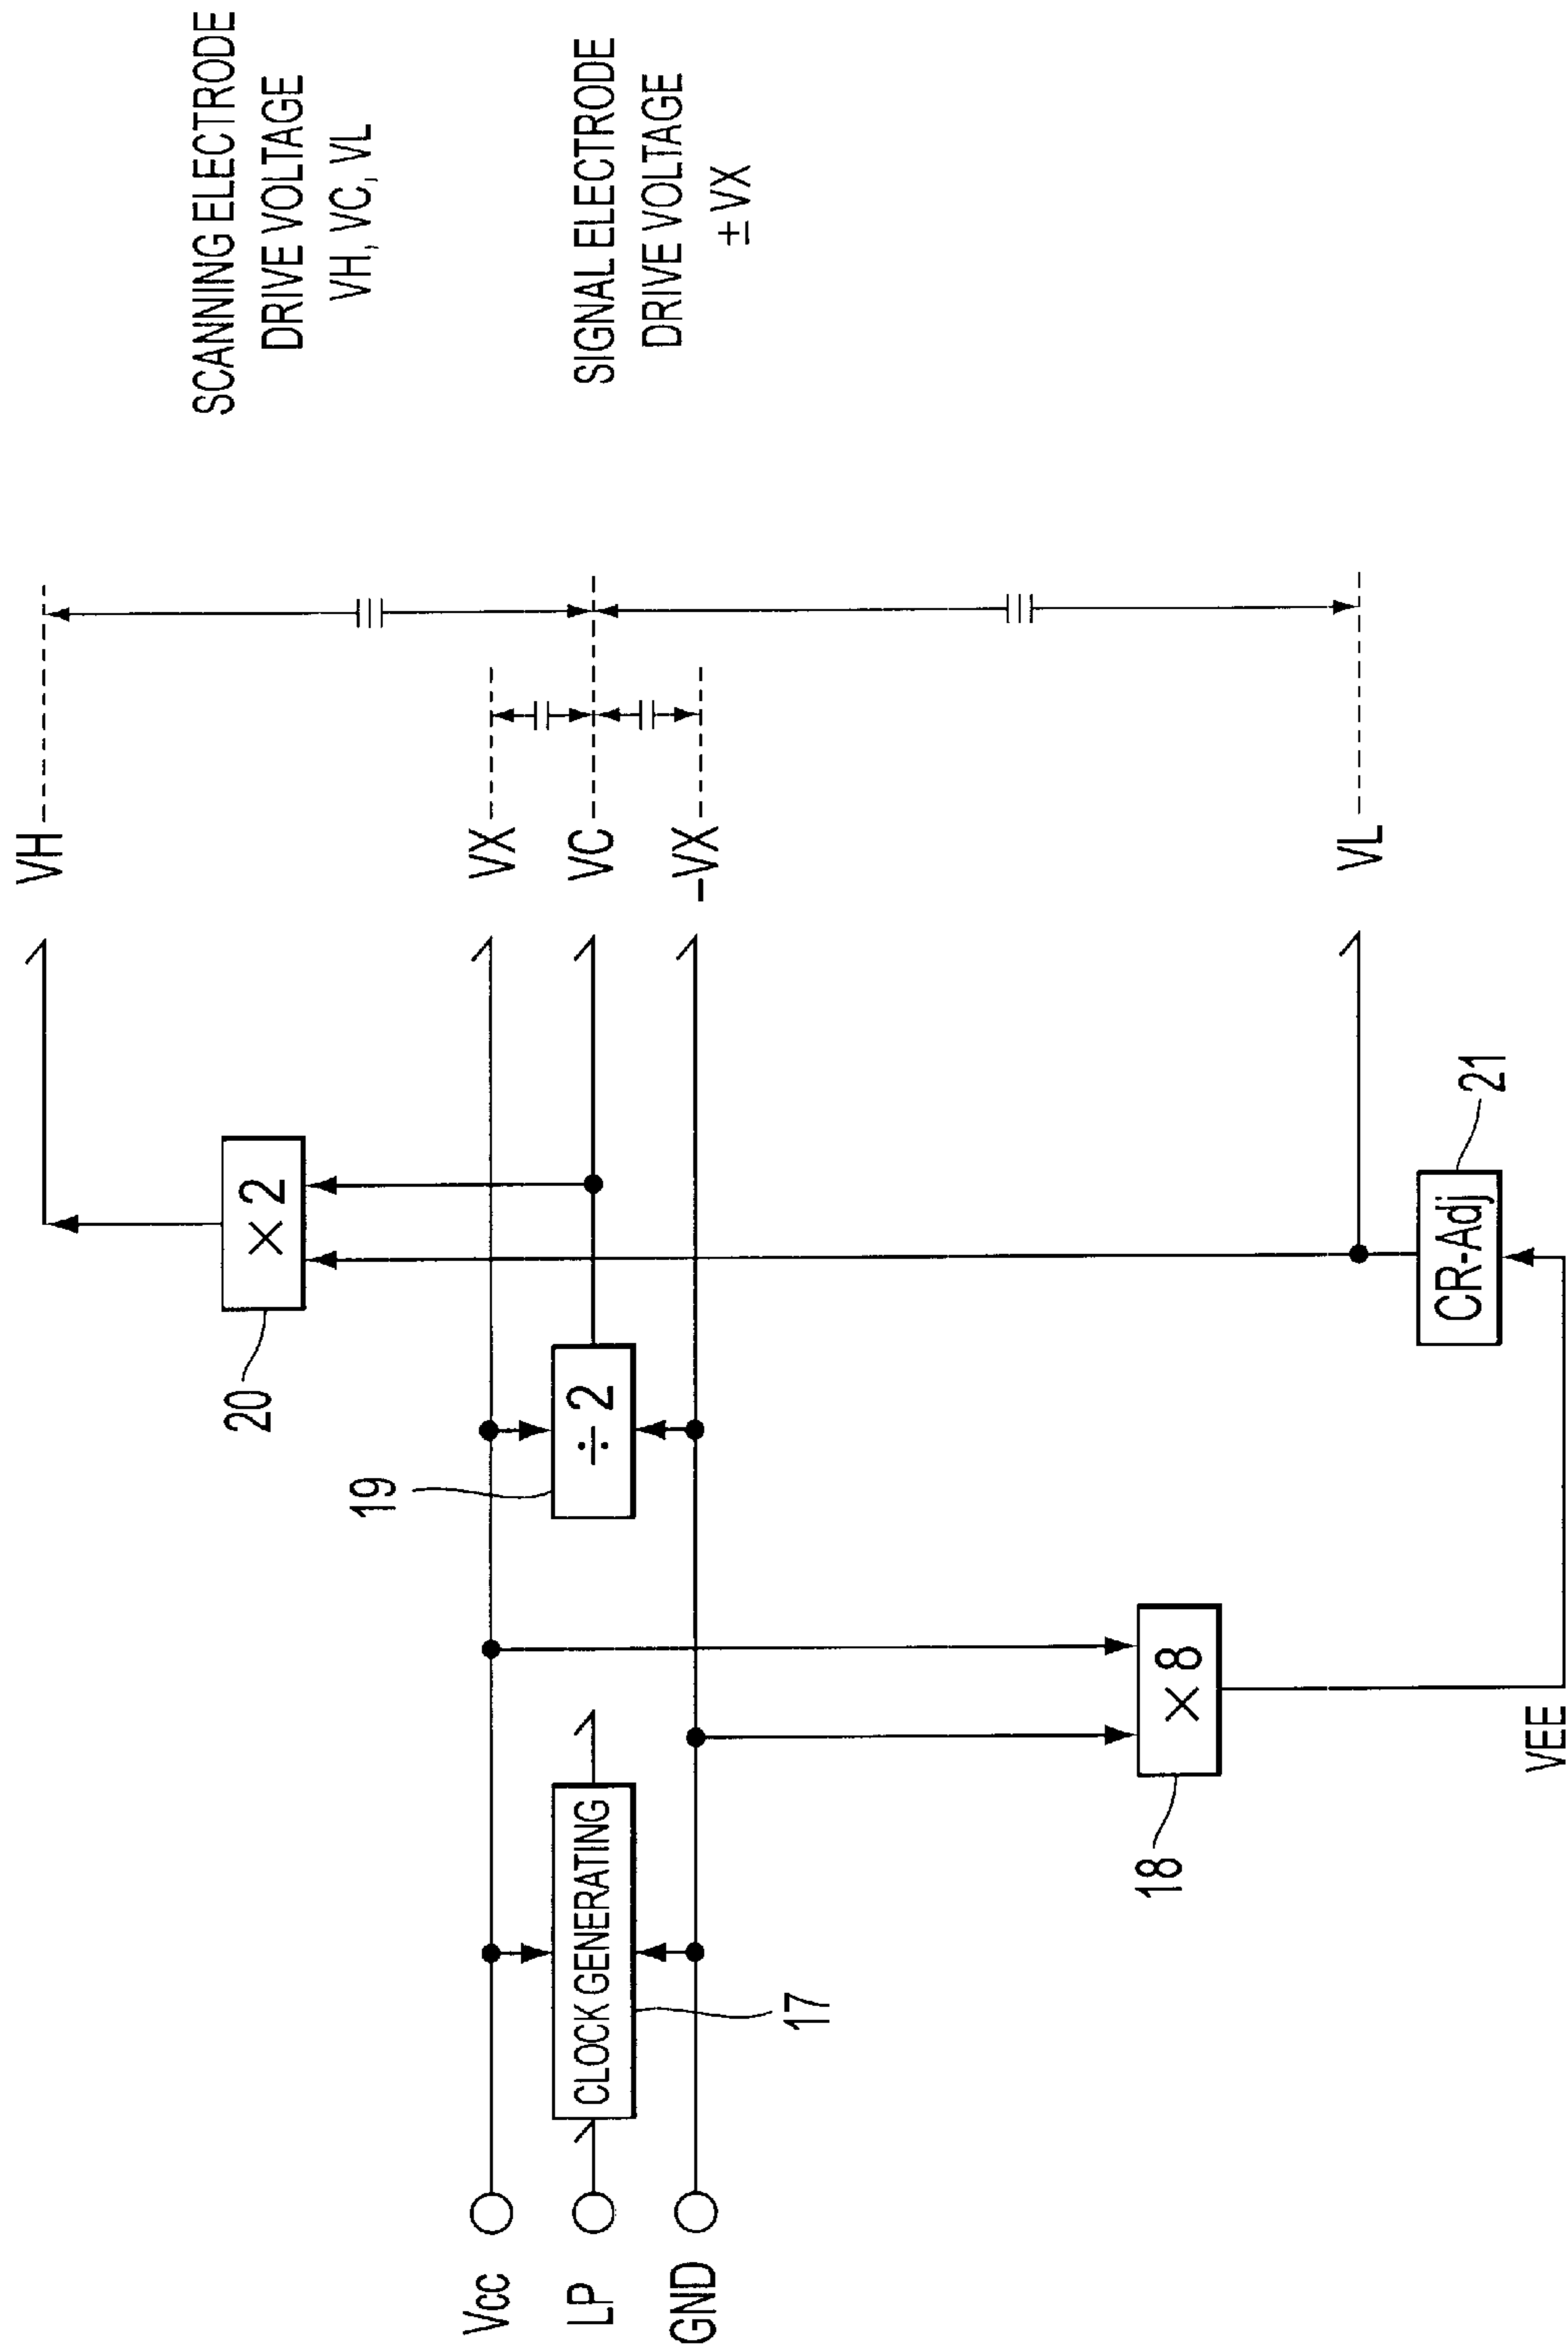 SCANNING ELECTRODE
DRIVE VOLTAGE
VH, VC, VL
SIGNAL ELECTRODE
DRIVE VOLTAGE
± VX
VH
VX
VC
–VX
VL
× 2
20
÷ 2
19
CR-Adj
21
× 8
18
VEE
CLOCK GENERATING
17
Vcc
LP
GND